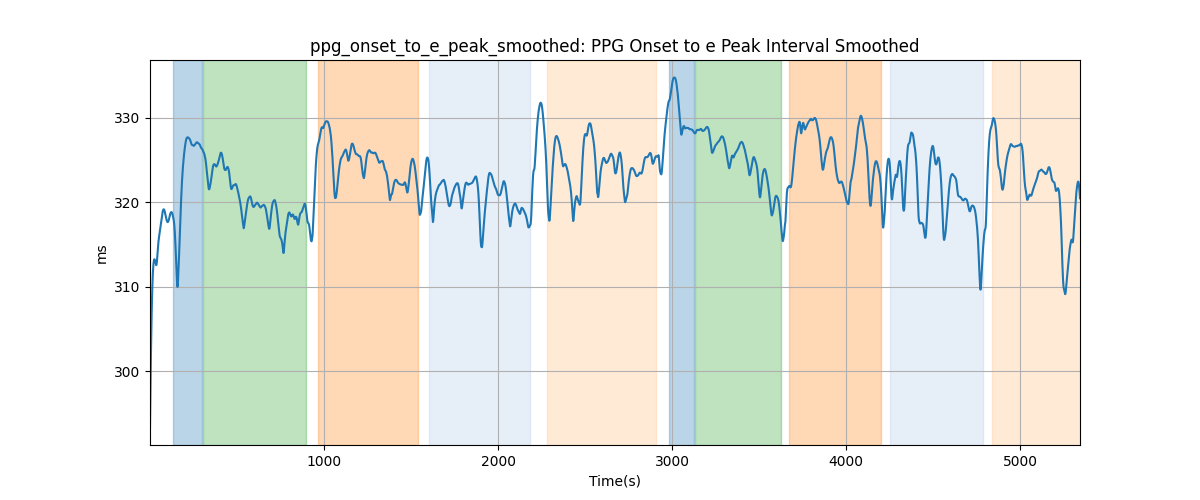 ppg_onset_to_e_peak_smoothed: PPG Onset to e Peak Interval Smoothed
330
320
310
300
ms
1000 2000 3000 4000 5000
Time(s)